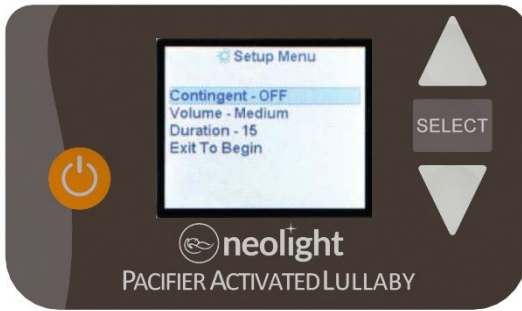 Setup Menu
Contingent - OFF
Volume - Medium
Duration - 15
Exit To Begin
SELECT
neolight
PACIFIER ACTIVATED LULLABY